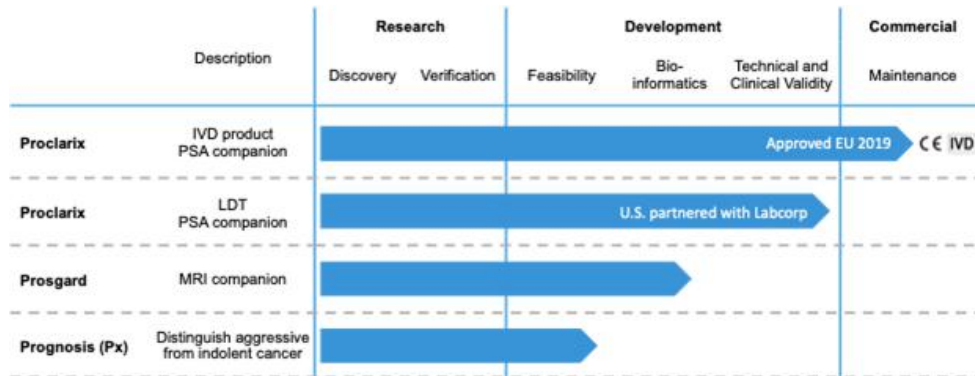 Research
Development
Commercial
Description
Discovery
Verification
Feasibility
Bio-
informatics
Technical and
Clinical Validity
Maintenance
Proclarix
IVD product
PSA companion
Approved EU 2019
CE IVD
Proclarix
LDT
PSA companion
U.S. partnered with Labcorp
Prosgard
MRI companion
Prognosis (Px)
Distinguish aggressive
from indolent cancer